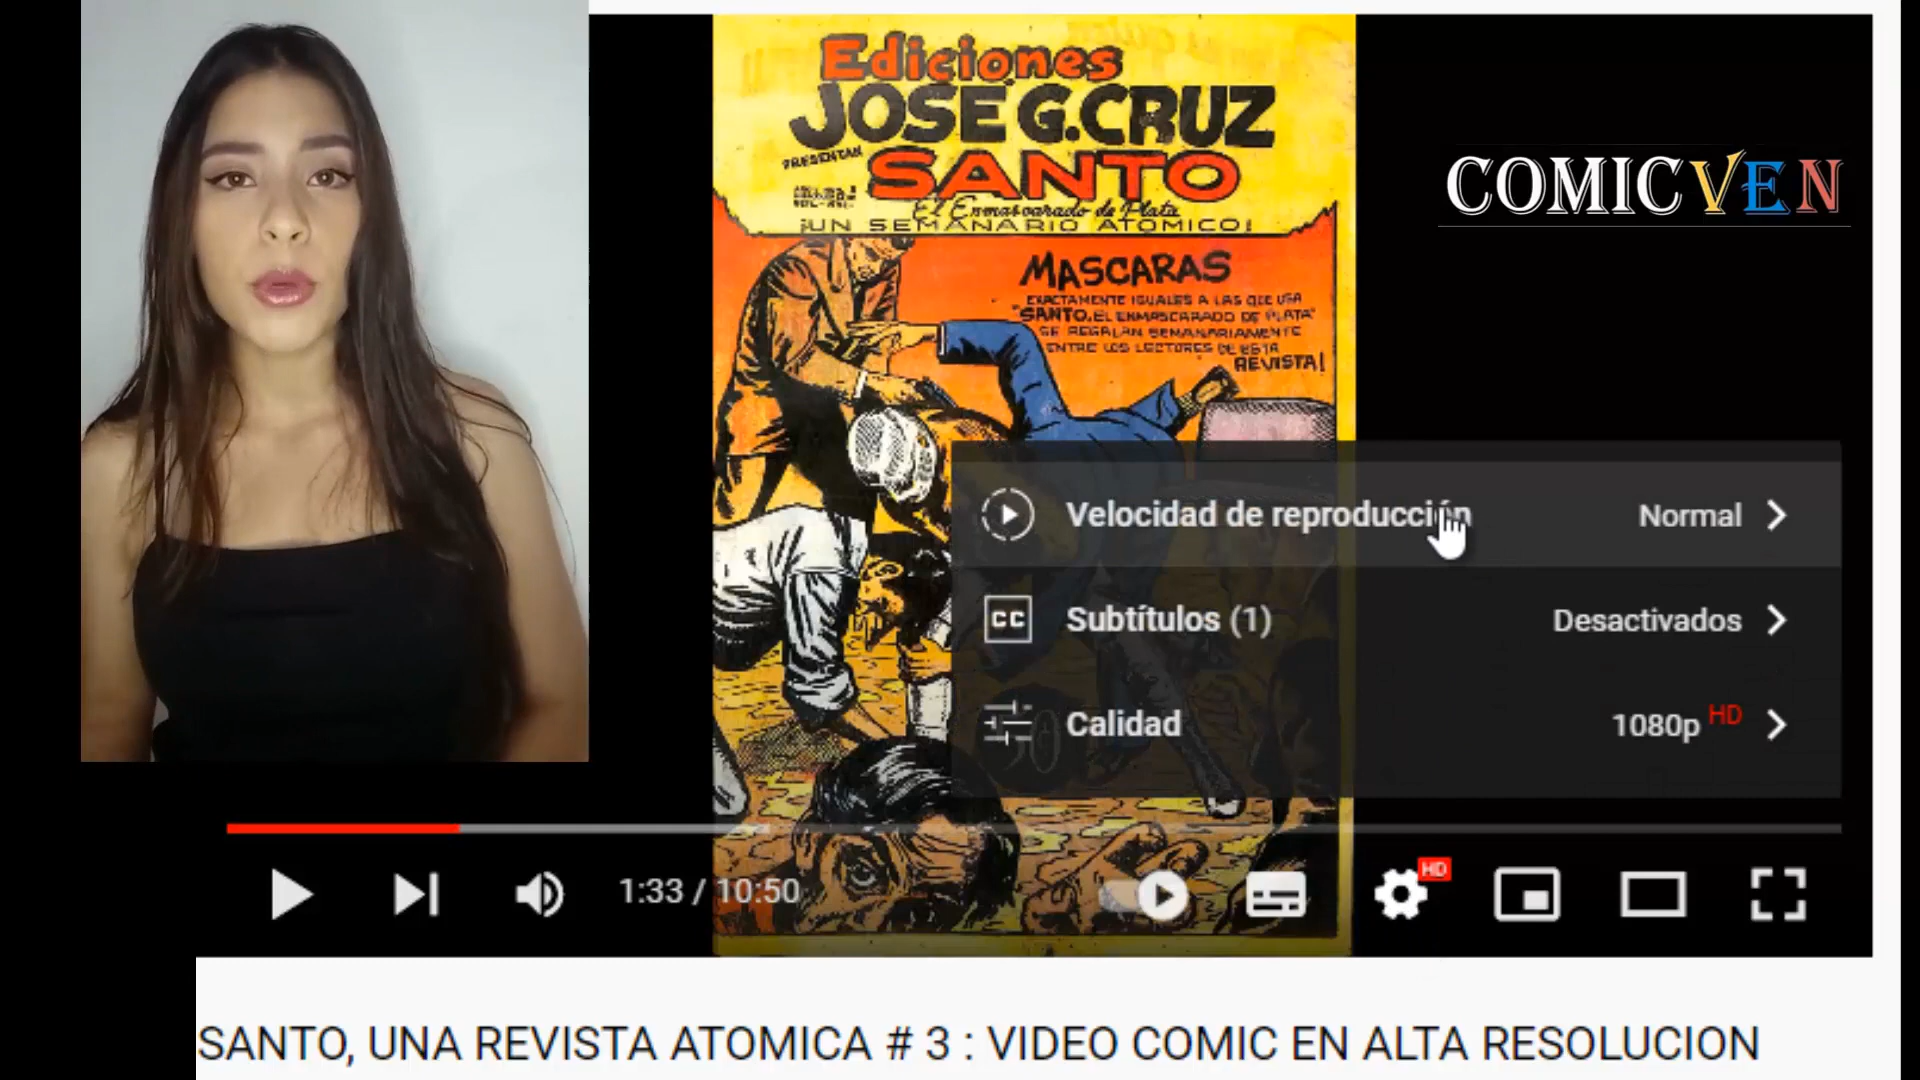 Ediciones
JOSE G. CRUZ
PRESENTAN
SANTO
El Enmascarado de Plata
¡UN SEMANARIO ATOMICO!
COMICVEN
MASCARAS
EXACTAMENTE IGUALES A LAS QUE USA
"SANTO, EL ENMASCARADO DE PLATA"
SE REGALAN SEMANARIAMENTE
ENTRE LOS LECTORES DE ESTA
REVISTA!
Velocidad de reproducción Normal
CC Subtítulos (1) Desactivados
Calidad 1080p HD
1:33 / 10:50
HD
SANTO, UNA REVISTA ATOMICA # 3 : VIDEO COMIC EN ALTA RESOLUCION